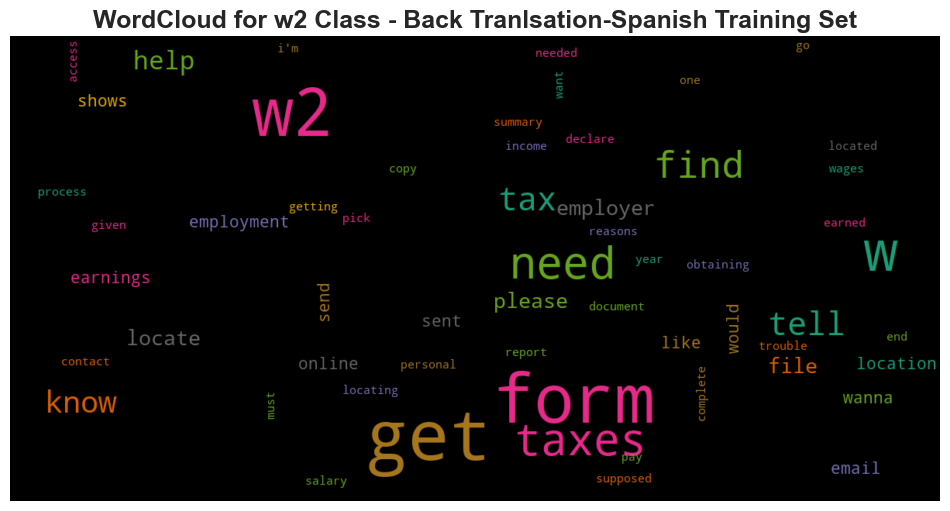 WordCloud for w2 Class - Back Tranlsation-Spanish Training Set
access
help
i'm
needed
go
shows
w2
want
one
summary
income
declare
find
located
wages
copy
process
tax
employer
given
employment
getting
pick
reasons
earned
w
earnings
need
year
obtaining
send
please
document
locate
sent
would
tell
like
trouble
end
contact
online
personal
report
file
location
know
must
locating
form
complete
wanna
get
taxes
pay
salary
supposed
email